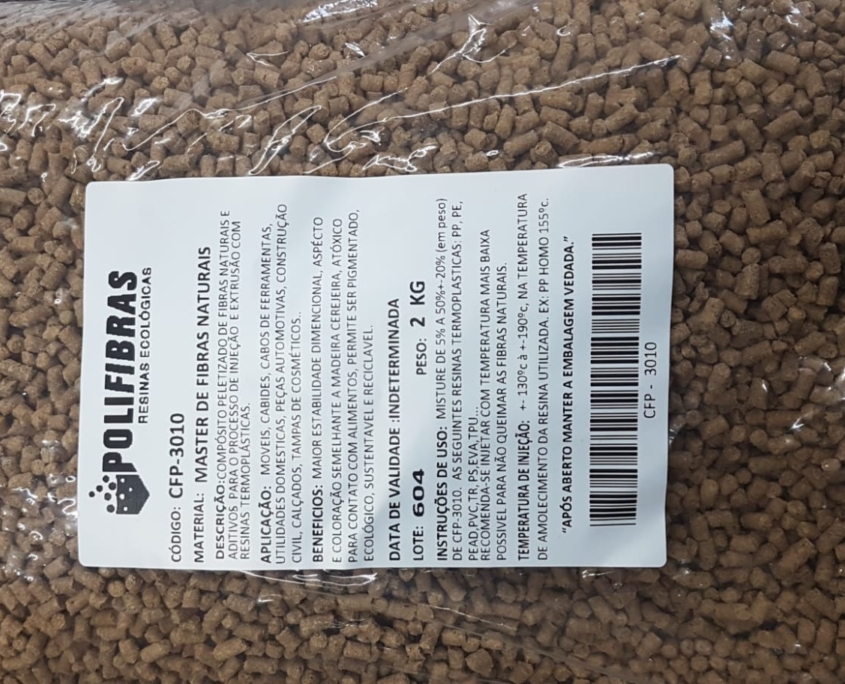 POLIFIBRAS
RESINAS ECOLÓGICAS
CÓDIGO: CFP-3010
MATERIAL: MASTER DE FIBRAS NATURAIS
DESCRIÇÃO:COMPÓSITO PELETIZADO DE FIBRAS NATURAIS E
ADITIVOS PARA O PROCESSO DE INJEÇÃO E EXTRUSÃO COM
RESINAS TERMOPLÁSTICAS.
APLICAÇÃO: MOVEIS, CABIDES, CABOS DE FERRAMENTAS,
UTILIDADES DOMESTICAS, PEÇAS AUTOMOTIVAS, CONSTRUÇÃO
CIVIL, CALÇADOS, TAMPAS DE COSMÉTICOS.
BENEFICIOS: MAIOR ESTABILIDADE DIMENCIONAL, ASPÉCTO
E COLORAÇÃO SEMELHANTE A MADEIRA CEREJEIRA, ATÓXICO
PARA CONTATO COM ALIMENTOS, PERMITE SER PIGMENTADO,
ECOLÓGICO, SUSTENTÁVEL E RECICLAVEL.
DATA DE VALIDADE :INDETERMINADA
LOTE: 604 PESO: 2 KG
INSTRUÇÕES DE USO: MISTURE DE 5% A 50%+-20% (em peso)
DE CFP-3010, AS SEGUINTES RESINAS TERMOPLASTICAS: PP, PE,
PEAD,PVC,TR, PS,EVA,TPU...
RECOMENDA-SE INJETAR COM TEMPERATURA MAIS BAIXA
POSSIVEL PARA NÃO QUEIMAR AS FIBRAS NATURAIS.
TEMPERATURA DE INJEÇÃO: +- 130ºc à +-190ºc, NA TEMPERATURA
DE AMOLECIMENTO DA RESINA UTILIZADA, EX: PP HOMO 155ºc.
"APÓS ABERTO MANTER A EMBALAGEM VEDADA."
CFP - 3010